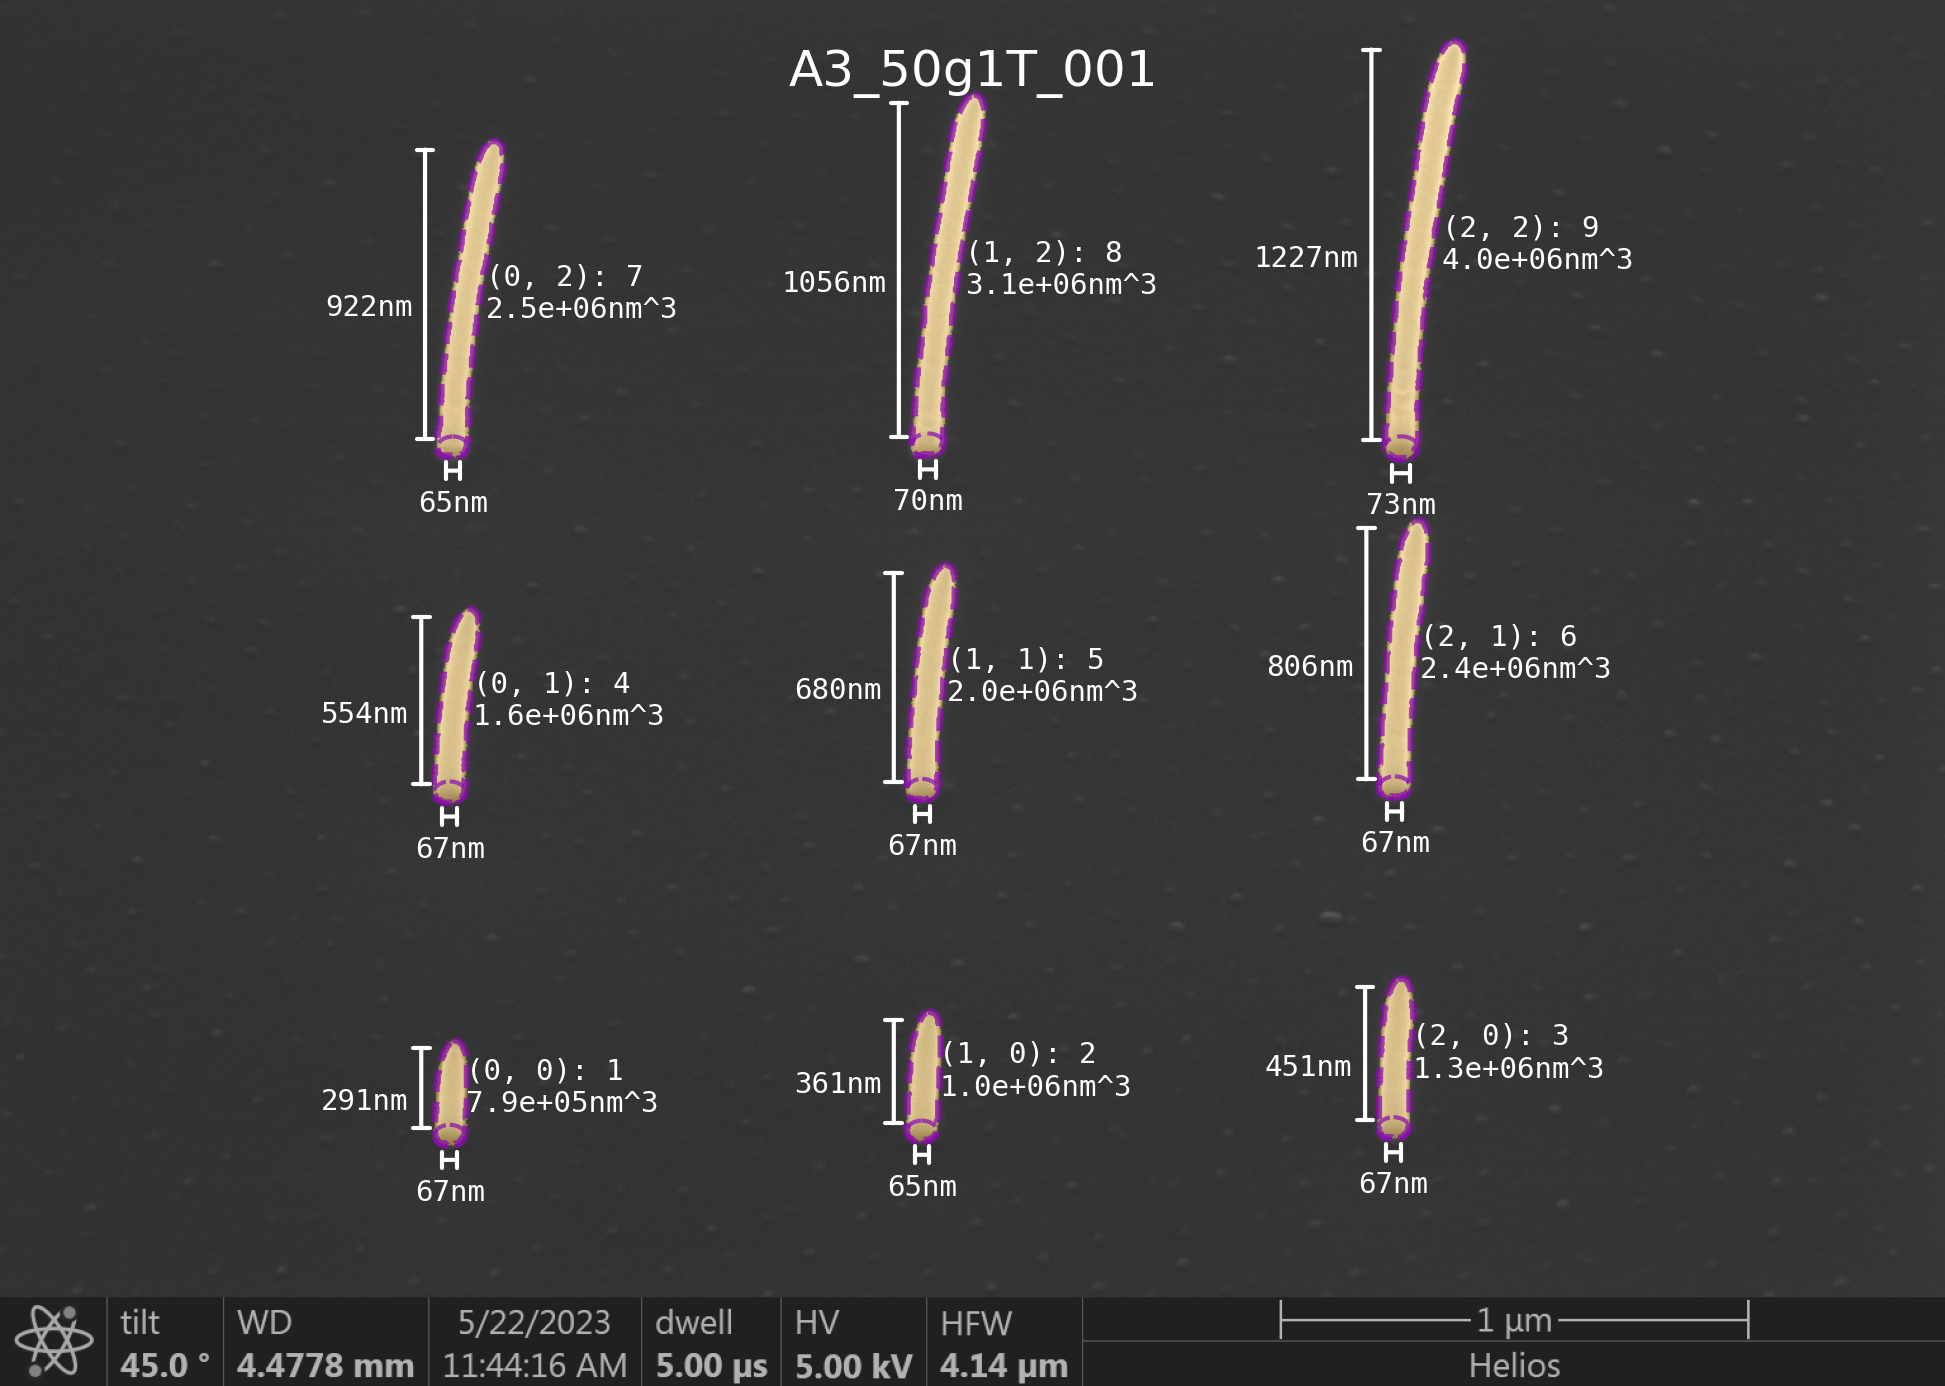 A3_50g1T_001
922nm
(0, 2): 7
2.5e+06nm^3
65nm
1056nm
(1, 2): 8
3.1e+06nm^3
70nm
1227nm
(2, 2): 9
4.0e+06nm^3
73nm
554nm
(0, 1): 4
1.6e+06nm^3
67nm
680nm
(1, 1): 5
2.0e+06nm^3
67nm
806nm
(2, 1): 6
2.4e+06nm^3
67nm
291nm
(0, 0): 1
7.9e+05nm^3
67nm
361nm
(1, 0): 2
1.0e+06nm^3
65nm
451nm
(2, 0): 3
1.3e+06nm^3
67nm
tilt
45.0 °
WD
4.4778 mm
5/22/2023
11:44:16 AM
dwell
5.00 µs
HV
5.00 kV
HFW
4.14 µm
1 µm
Helios